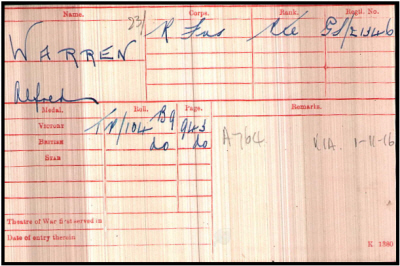 Name. Corps. Rank. Regtl. No.
WARREN 23/ R Fus Pte GS/21346
Alfred
Medal. Roll. Page. Remarks.
VICTORY TP/104 B9 943
BRITISH do do A764 KIA. 1-11-16
STAR
Theatre of War first served in
Date of entry therein K 1380